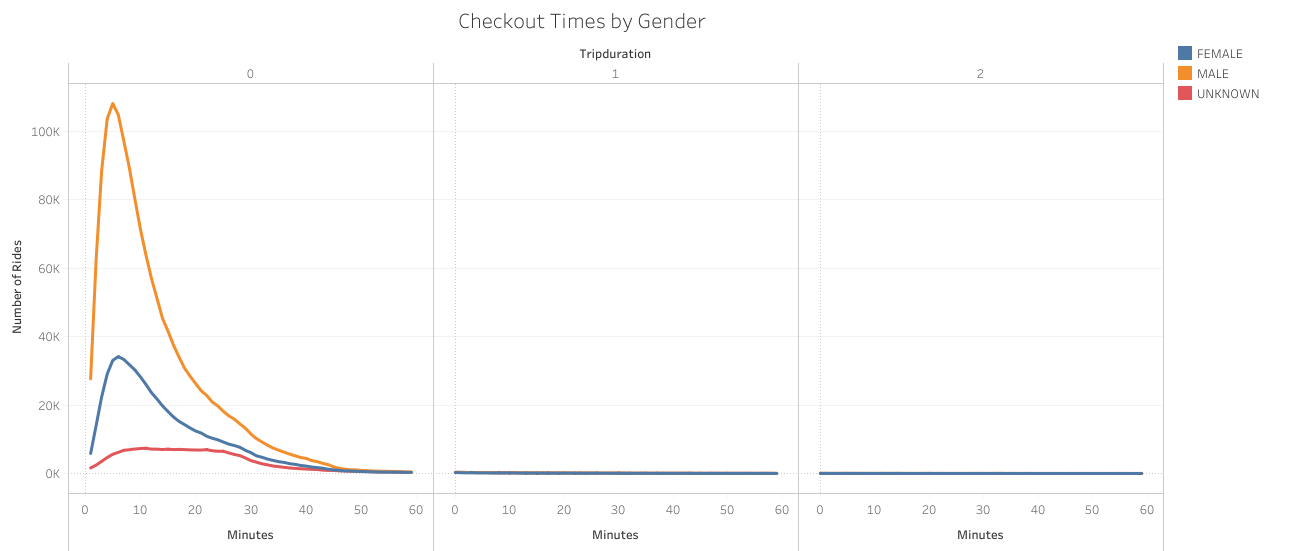 Checkout Times by Gender
Tripduration
0 1 2
FEMALE
MALE
UNKNOWN
Number of Rides
100K
80K
60K
40K
20K
0K
0 10 20 30 40 50 60 0 10 20 30 40 50 60 0 10 20 30 40 50 60
Minutes Minutes Minutes